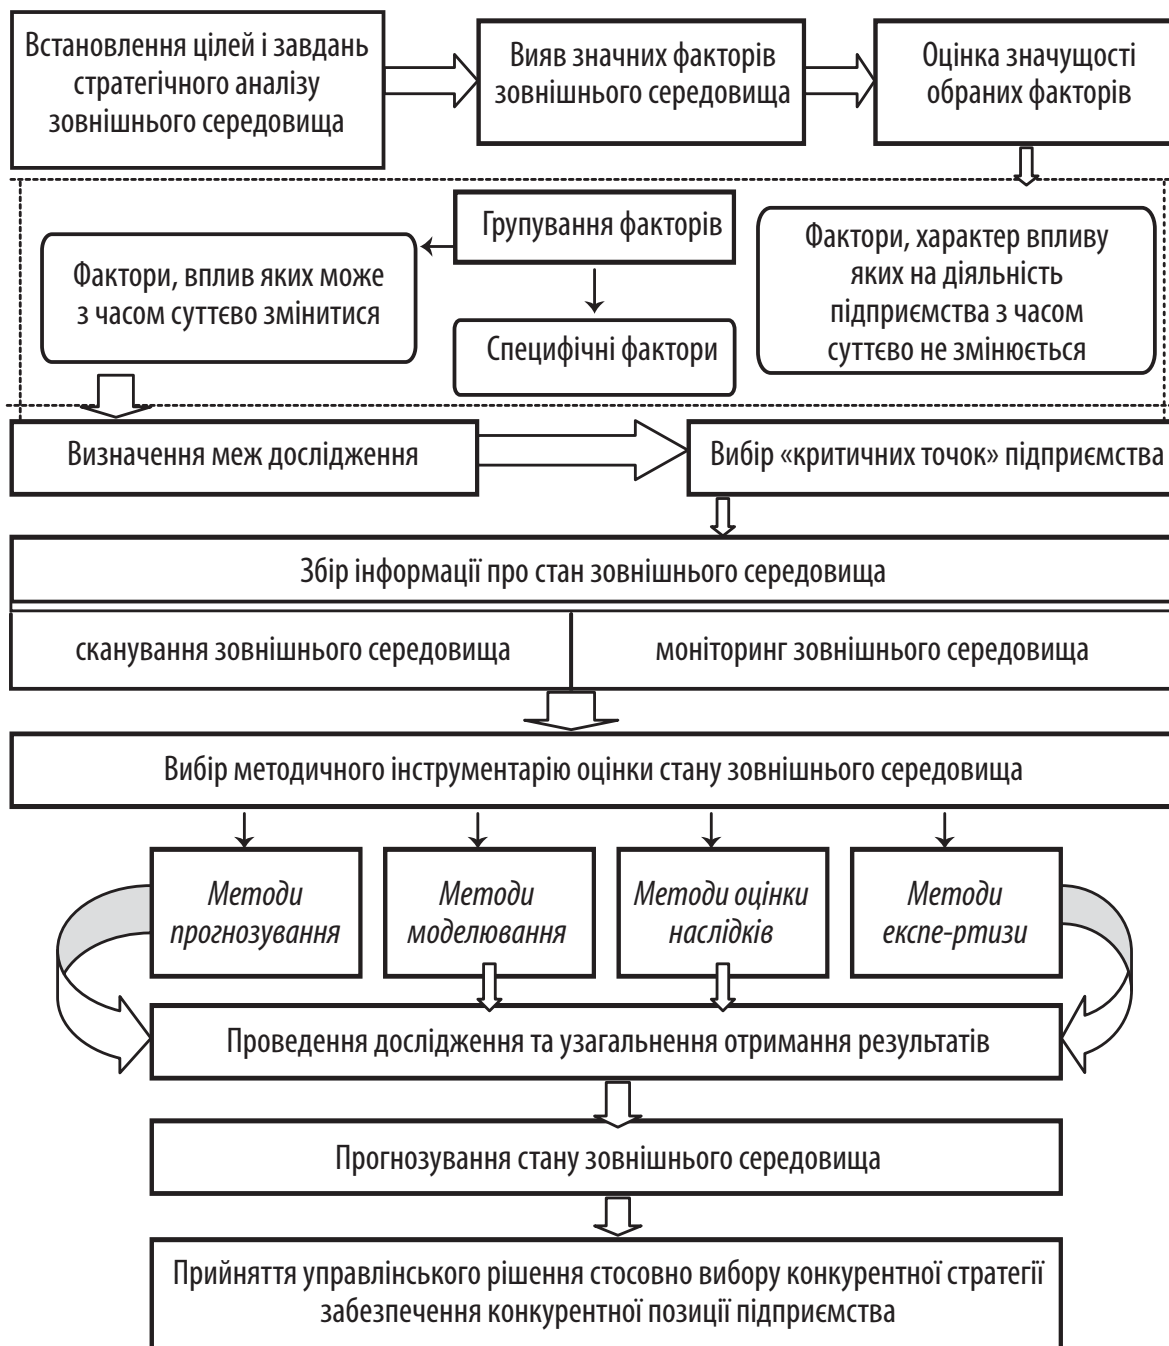 Встановлення цілей і завдань
стратегічного аналізу
зовнішнього середовища
Вияв значних факторів
зовнішнього середовища
Оцінка значущості
обраних факторів
Групування факторів
Фактори, вплив яких може
з часом суттєво змінитися
Специфічні фактори
Фактори, характер впливу
яких на діяльність
підприємства з часом
суттєво не змінюється
Визначення меж дослідження
Вибір «критичних точок» підприємства
Збір інформації про стан зовнішнього середовища
сканування зовнішнього середовища
моніторинг зовнішнього середовища
Вибір методичного інструментарію оцінки стану зовнішнього середовища
Методи
прогнозування
Методи
моделювання
Методи оцінки
наслідків
Методи
експе-ртизи
Проведення дослідження та узагальнення отримання результатів
Прогнозування стану зовнішнього середовища
Прийняття управлінського рішення стосовно вибору конкурентної стратегії
забезпечення конкурентної позиції підприємства